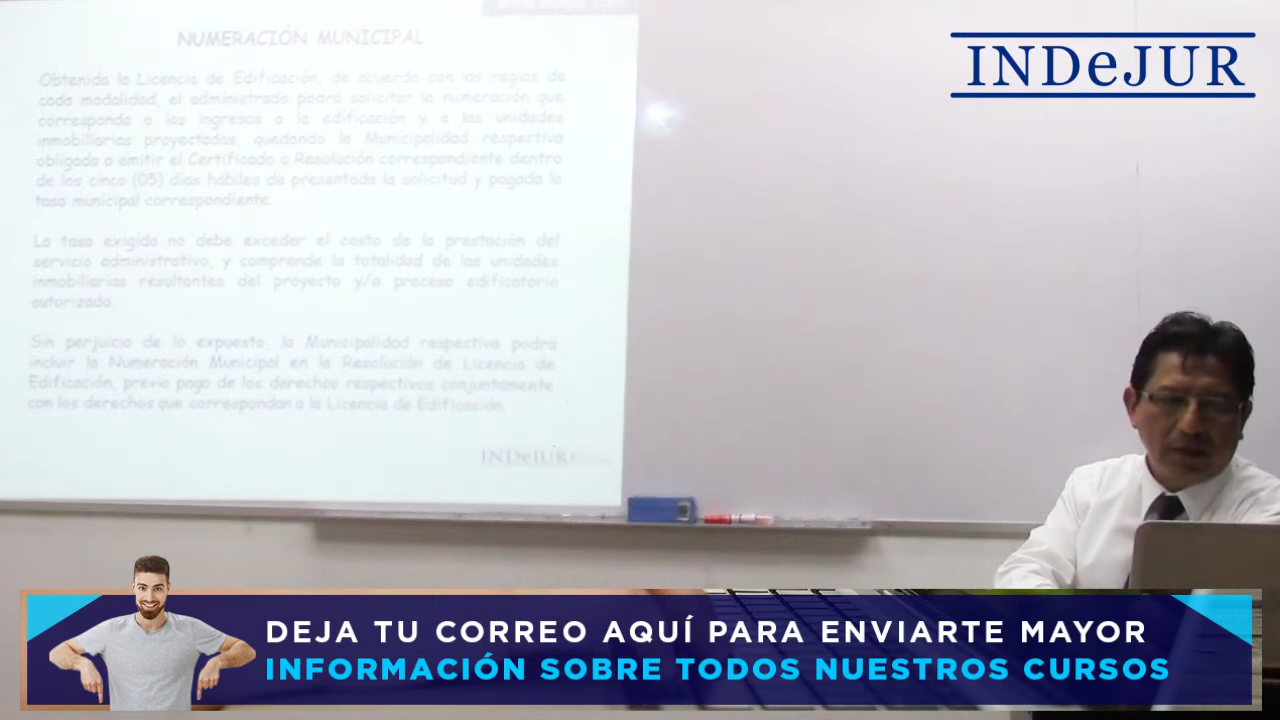 NUMERACIÓN MUNICIPAL
Obtenida la Licencia de Edificación, de acuerdo con las reglas de
cada modalidad, el administrado podrá solicitar la numeración que
corresponda a los ingresos a la edificación y a las unidades
inmobiliarias proyectadas, quedando la Municipalidad respectiva
obligada a emitir el Certificado o Resolución correspondiente dentro
de los cinco (05) días hábiles de presentada la solicitud y pagada la
tasa municipal correspondiente.
La tasa exigida no debe exceder el costo de la prestación del
servicio administrativo, y comprende la totalidad de las unidades
inmobiliarias resultantes del proyecto y/o proceso edificatorio
autorizado.
Sin perjuicio de lo expuesto, la Municipalidad respectiva podrá
incluir la Numeración Municipal en la Resolución de Licencia de
Edificación, previo pago de los derechos respectivos conjuntamente
con los derechos que correspondan a la Licencia de Edificación.
INDeJUR
INDeJUR
DEJA TU CORREO AQUÍ PARA ENVIARTE MAYOR
INFORMACIÓN SOBRE TODOS NUESTROS CURSOS